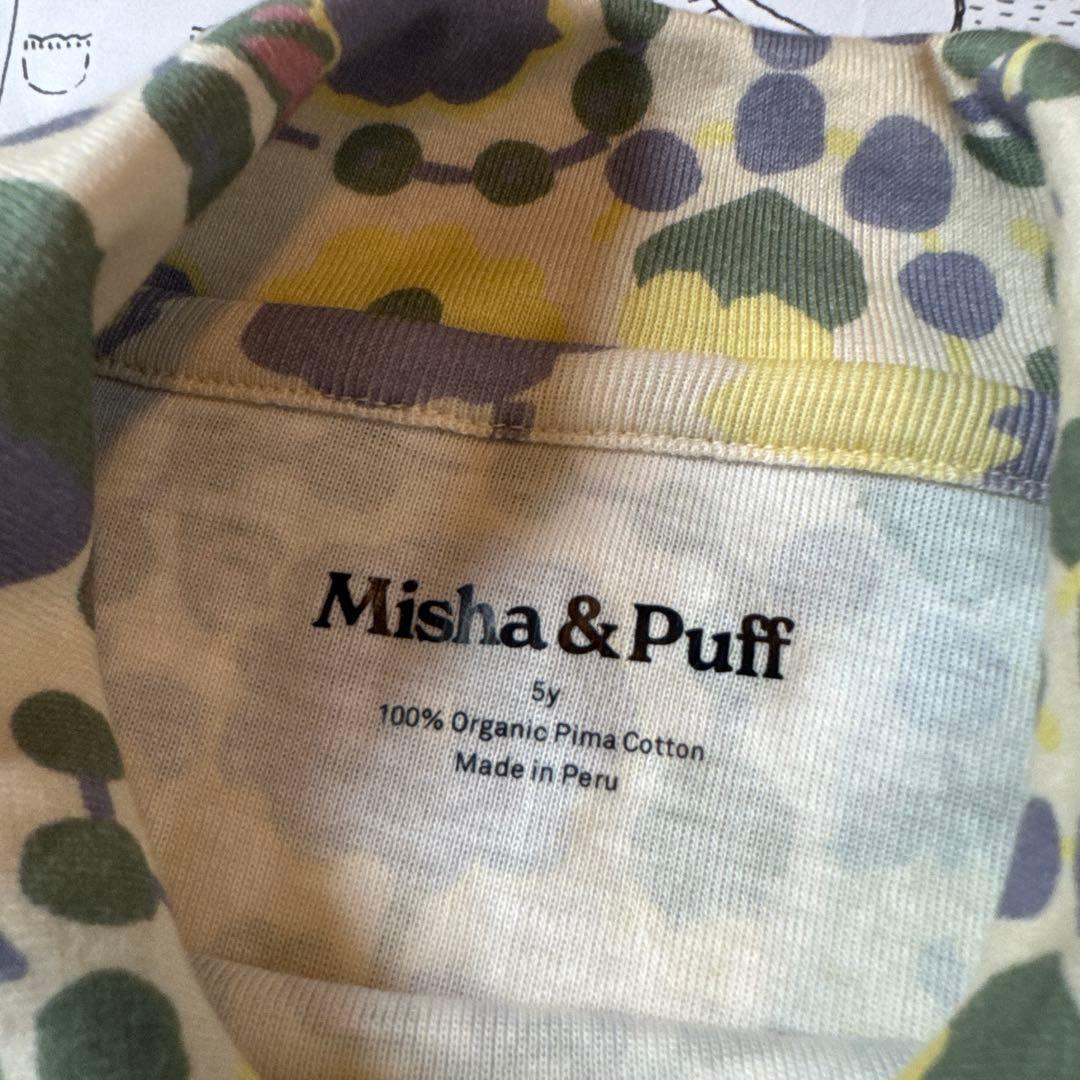 Misha & Puff
5y
100% Organic Pima Cotton
Made in Peru